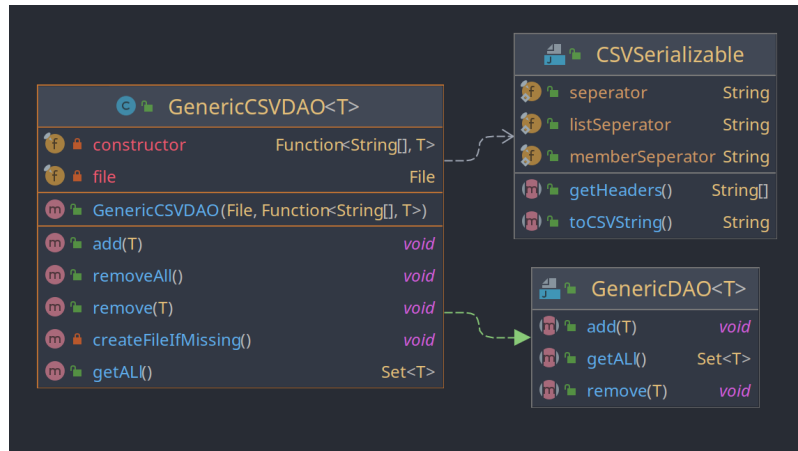 GenericCSVDAO<T>
constructor Function<String[], T>
file File
GenericCSVDAO(File, Function<String[], T>)
add(T) void
removeAll() void
remove(T) void
createFileIfMissing() void
getALl() Set<T>
CSVSerializable
seperator String
listSeperator String
memberSeperator String
getHeaders() String[]
toCSVString() String
GenericDAO<T>
add(T) void
getALl() Set<T>
remove(T) void